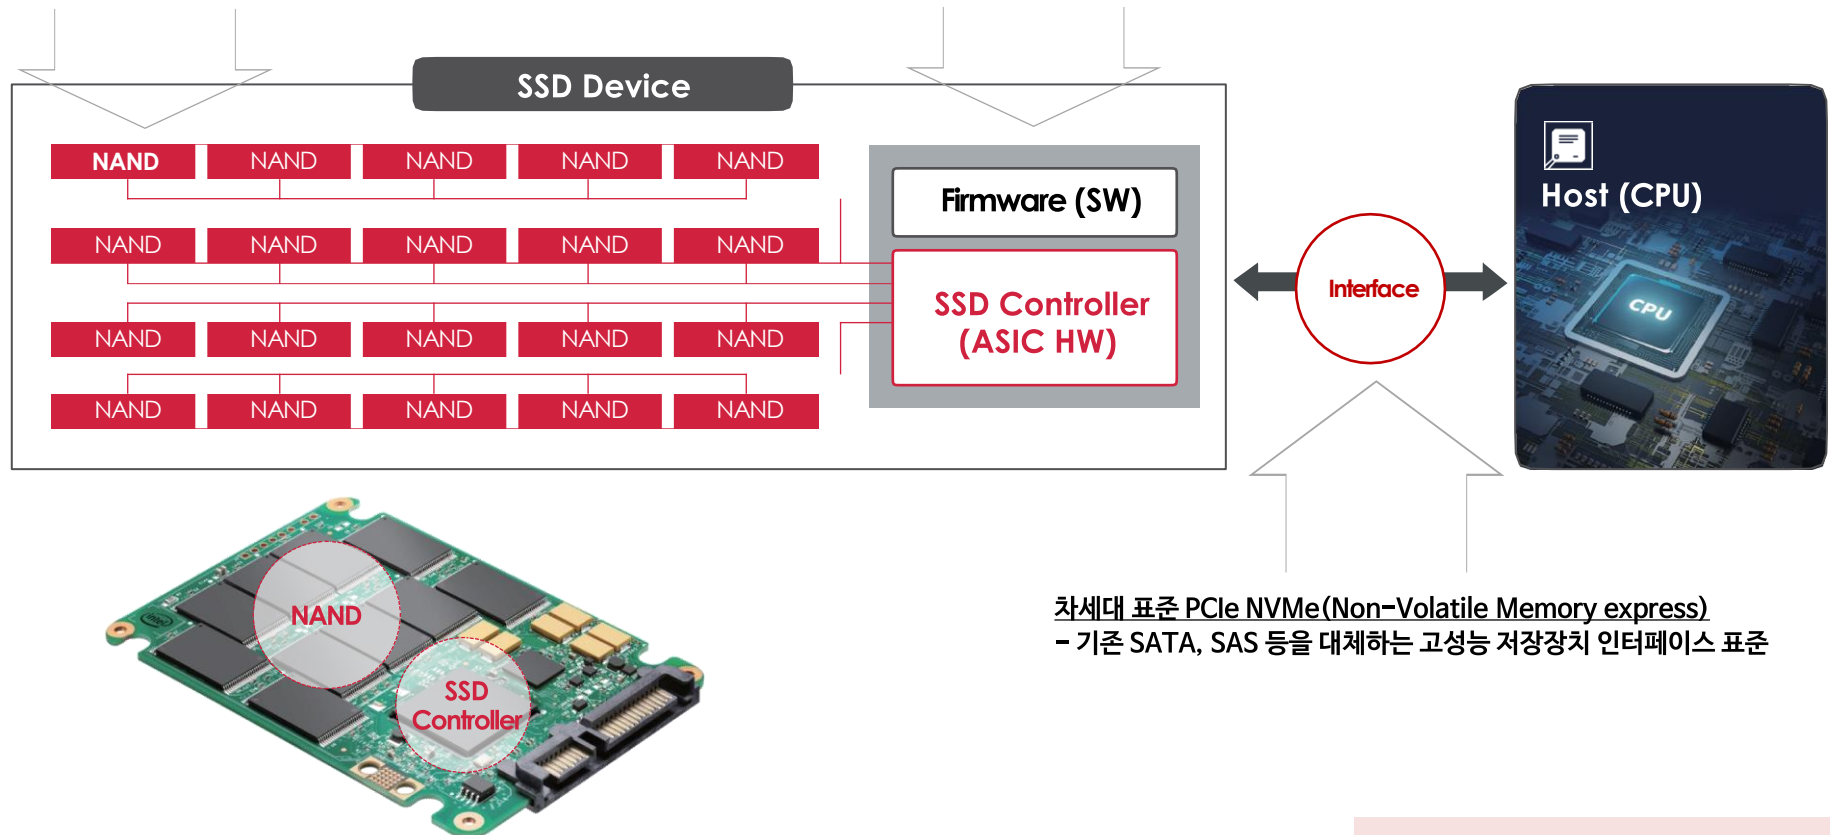 SSD Device
NAND NAND NAND NAND NAND
NAND NAND NAND NAND NAND
NAND NAND NAND NAND NAND
NAND NAND NAND NAND NAND
Firmware (SW)
SSD Controller
(ASIC HW)
Interface
Host (CPU)
CPU
NAND
SSD
Controller
intel
차세대 표준 PCIe NVMe(Non-Volatile Memory express)
- 기존 SATA, SAS 등을 대체하는 고성능 저장장치 인터페이스 표준